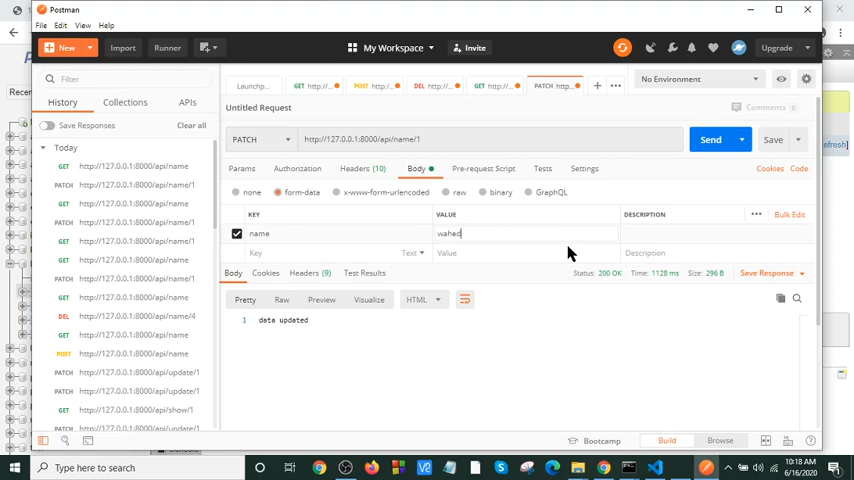 Postman
File Edit View Help
New Import Runner My Workspace Invite Upgrade
Filter
Launchp... GET http://... POST http:/... DEL http://... GET http://... PATCH http... No Environment
History Collections APIs
Untitled Request Comments 0
Save Responses Clear all
PATCH http://127.0.0.1:8000/api/name/1 Send Save
Today
GET http://127.0.0.1:8000/api/name
PATCH http://127.0.0.1:8000/api/name/1
GET http://127.0.0.1:8000/api/name
PATCH http://127.0.0.1:8000/api/name/1
GET http://127.0.0.1:8000/api/name
GET http://127.0.0.1:8000/api/name
PATCH http://127.0.0.1:8000/api/name/1
GET http://127.0.0.1:8000/api/name
DEL http://127.0.0.1:8000/api/name/4
GET http://127.0.0.1:8000/api/name
POST http://127.0.0.1:8000/api/name
PATCH http://127.0.0.1:8000/api/update/1
PATCH http://127.0.0.1:8000/api/update/1
GET http://127.0.0.1:8000/api/show/1
PATCH http://127.0.0.1:8000/api/update/1
Params Authorization Headers (10) Body Pre-request Script Tests Settings Cookies Code
none form-data x-www-form-urlencoded raw binary GraphQL
KEY VALUE DESCRIPTION Bulk Edit
name wahed
Key Text Value Description
Body Cookies Headers (9) Test Results Status: 200 OK Time: 1128 ms Size: 296 B Save Response
Pretty Raw Preview Visualize HTML
1 data updated
Bootcamp Build Browse
Recen
efresh]
Type here to search
10:18 AM
6/16/2020